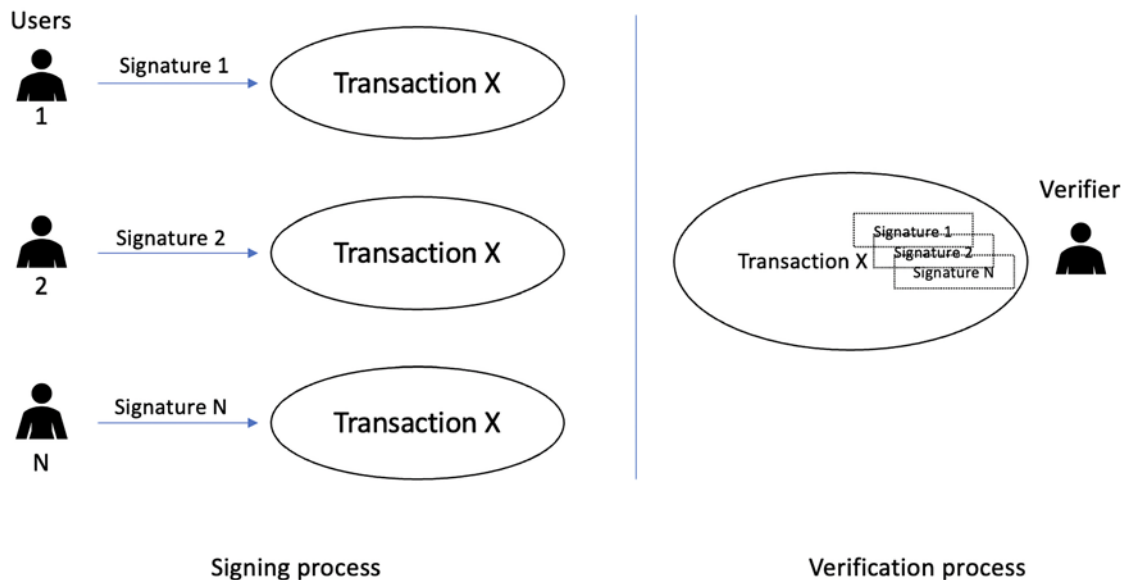 Users
Signature 1
Transaction X
1
Signature 2
Transaction X
2
Signature N
Transaction X
N
Signing process
Verifier
Signature 1
Signature 2
Transaction X
Signature N
Verification process